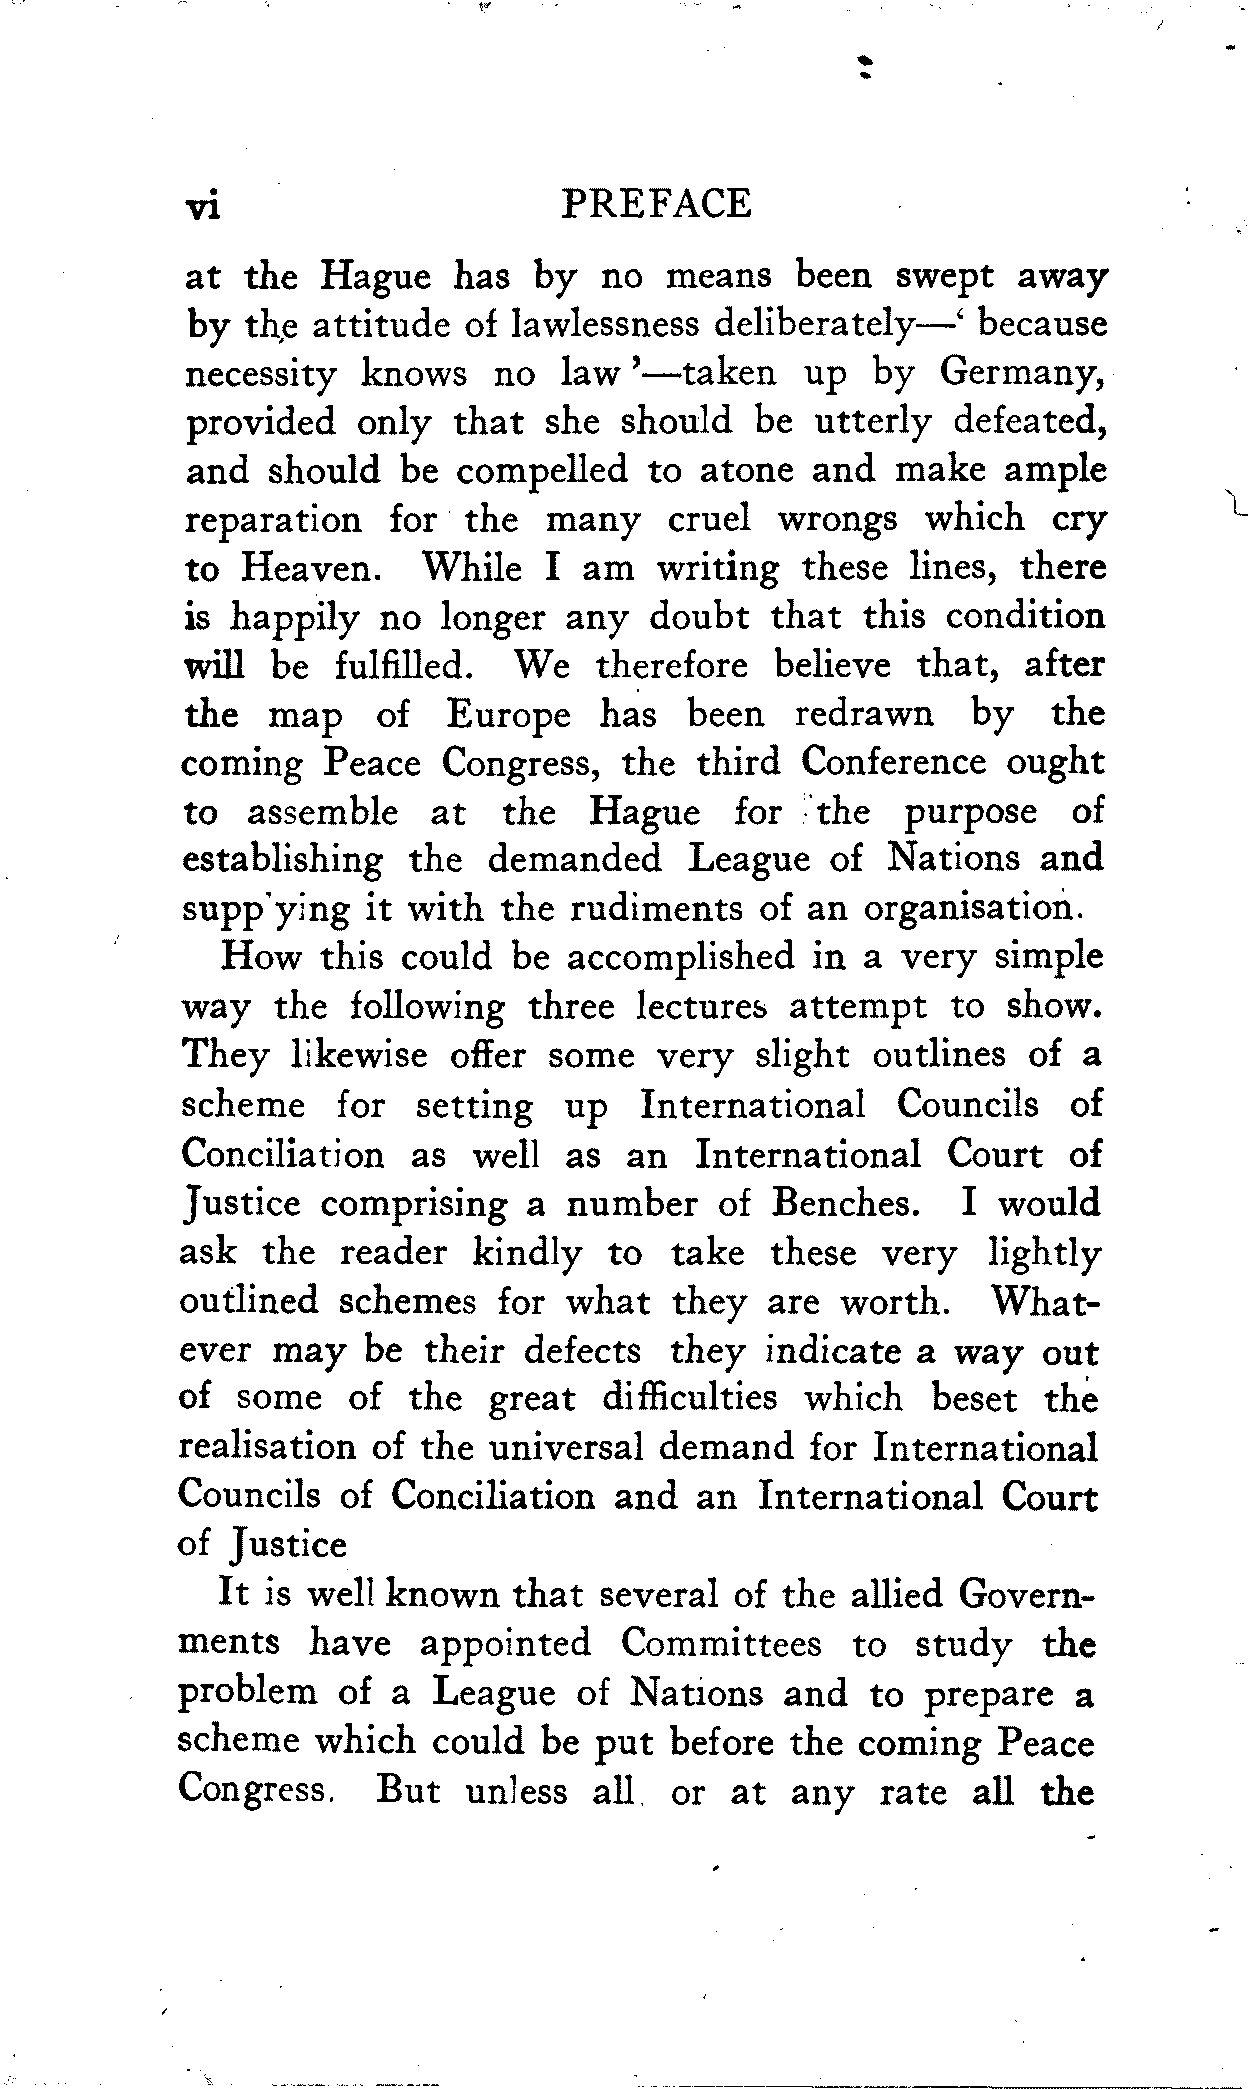 vi PREFACE
at the Hague has by no means been swept away
by the attitude of lawlessness deliberately—‘ because
necessity knows no law ’—taken up by Germany,
provided only that she should be utterly defeated,
and should be compelled to atone and make ample
reparation for the many cruel wrongs which cry
to Heaven. While I am writing these lines, there
is happily no longer any doubt that this condition
will be fulfilled. We therefore believe that, after
the map of Europe has been redrawn by the
coming Peace Congress, the third Conference ought
to assemble at the Hague for the purpose of
establishing the demanded League of Nations and
supp'ying it with the rudiments of an organisation.
How this could be accomplished in a very simple
way the following three lectures attempt to show.
They likewise offer some very slight outlines of a
scheme for setting up International Councils of
Conciliation as well as an International Court of
Justice comprising a number of Benches. I would
ask the reader kindly to take these very lightly
outlined schemes for what they are worth. What-
ever may be their defects they indicate a way out
of some of the great difficulties which beset the
realisation of the universal demand for International
Councils of Conciliation and an International Court
of Justice
It is well known that several of the allied Govern-
ments have appointed Committees to study the
problem of a League of Nations and to prepare a
scheme which could be put before the coming Peace
Congress. But unless all. or at any rate all the